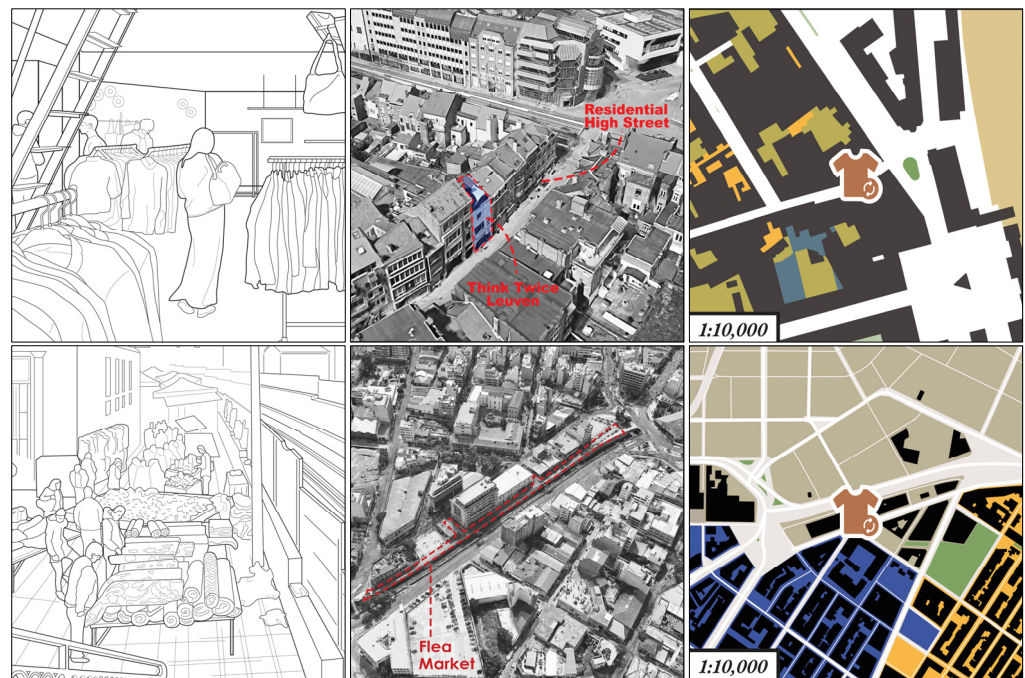 Residential
High Street
Think Twice
Leuven
1:10,000
Flea
Market
1:10,000